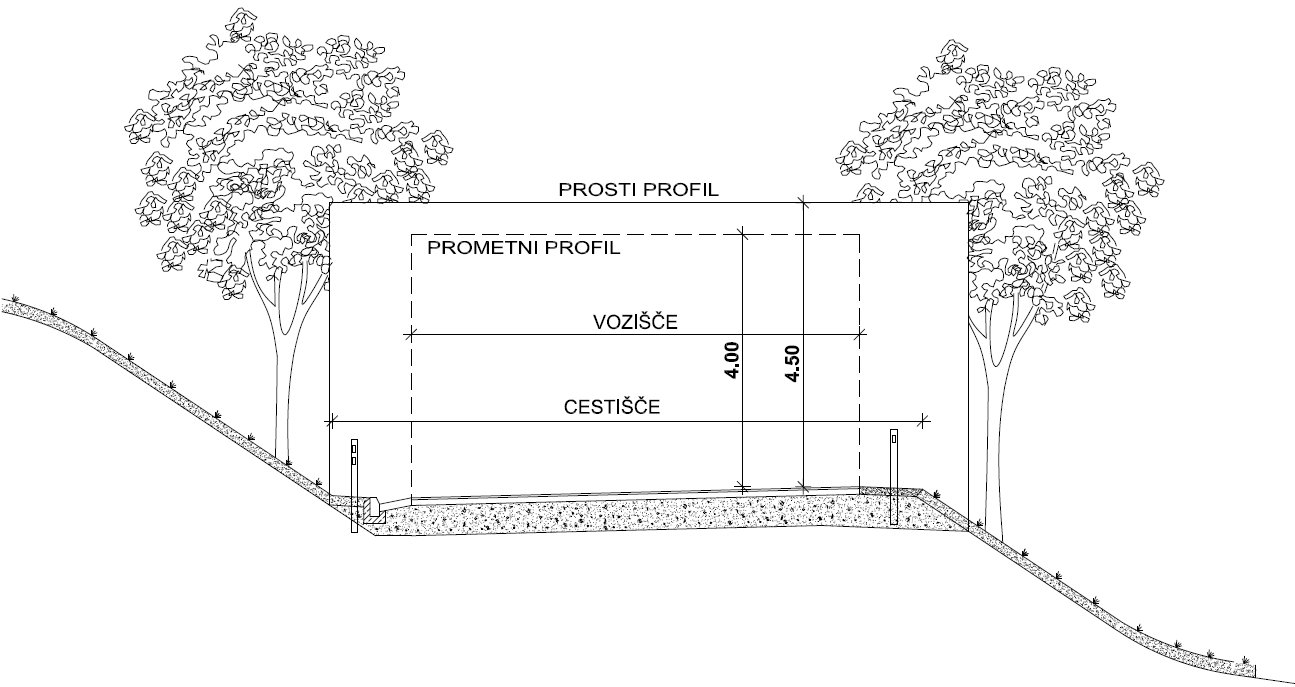 PROSTI PROFIL
PROMETNI PROFIL
VOZIŠČE
4.00
4.50
CESTIŠČE